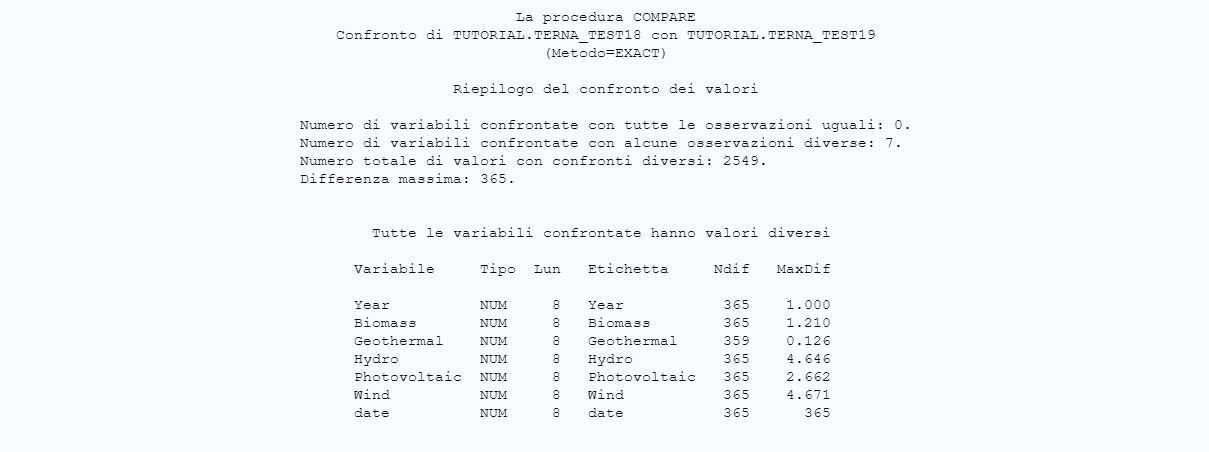 La procedura COMPARE
Confronto di TUTORIAL.TERNA_TEST18 con TUTORIAL.TERNA_TEST19
(Metodo=EXACT)
Riepilogo del confronto dei valori
Numero di variabili confrontate con tutte le osservazioni uguali: 0.
Numero di variabili confrontate con alcune osservazioni diverse: 7.
Numero totale di valori con confronti diversi: 2549.
Differenza massima: 365.
Tutte le variabili confrontate hanno valori diversi
Variabile Tipo Lun Etichetta Ndif MaxDif
Year NUM 8 Year 365 1.000
Biomass NUM 8 Biomass 365 1.210
Geothermal NUM 8 Geothermal 359 0.126
Hydro NUM 8 Hydro 365 4.646
Photovoltaic NUM 8 Photovoltaic 365 2.662
Wind NUM 8 Wind 365 4.671
date NUM 8 date 365 365